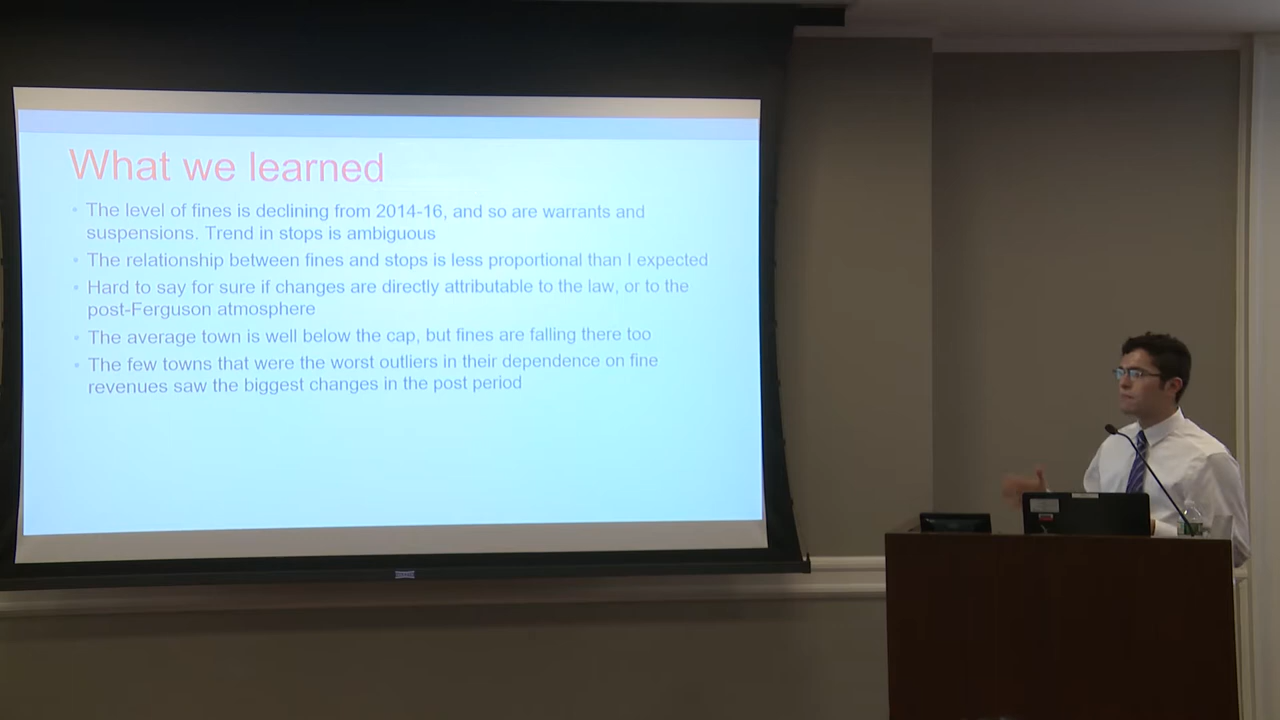 What we learned
• The level of fines is declining from 2014-16, and so are warrants and
suspensions. Trend in stops is ambiguous
• The relationship between fines and stops is less proportional than I expected
• Hard to say for sure if changes are directly attributable to the law, or to the
post-Ferguson atmosphere
• The average town is well below the cap, but fines are falling there too
• The few towns that were the worst outliers in their dependence on fine
revenues saw the biggest changes in the post period